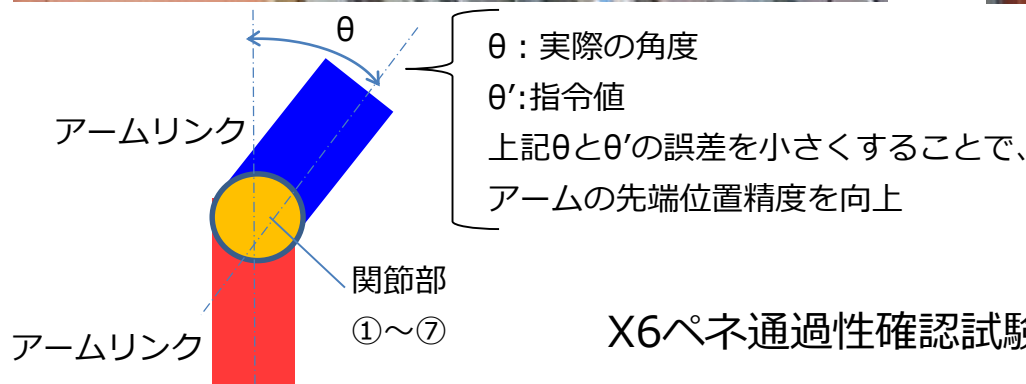 θ
θ：実際の角度
θ':指令値
上記θとθ'の誤差を小さくすることで、
アームの先端位置精度を向上
アームリンク
関節部
①～⑦
アームリンク
X6ペネ通過性確認試験